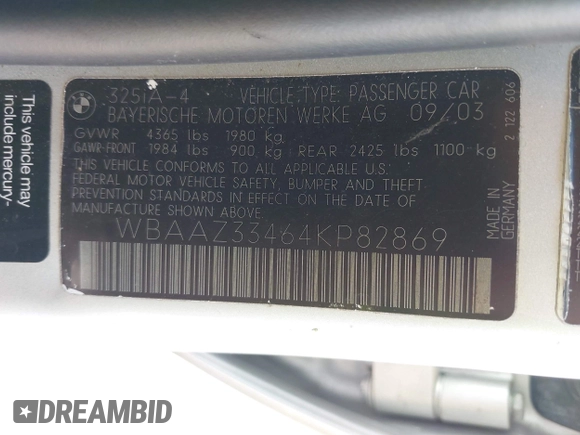 This vehicle may
include mercury-
BMW
325iA-4 VEHICLE TYPE: PASSENGER CAR
BAYERISCHE MOTOREN WERKE AG 09/03
GVWR 4365 lbs 1980 kg
GAWR-FRONT 1984 lbs 900 kg REAR 2425 lbs 1100 kg
THIS VEHICLE CONFORMS TO ALL APPLICABLE U.S.
FEDERAL MOTOR VEHICLE SAFETY, BUMPER AND THEFT
PREVENTION STANDARDS IN EFFECT ON THE DATE OF
MANUFACTURE SHOWN ABOVE.
WBAAZ33464KP82869
MADE IN
GERMANY
2 122 606
DREAMBID